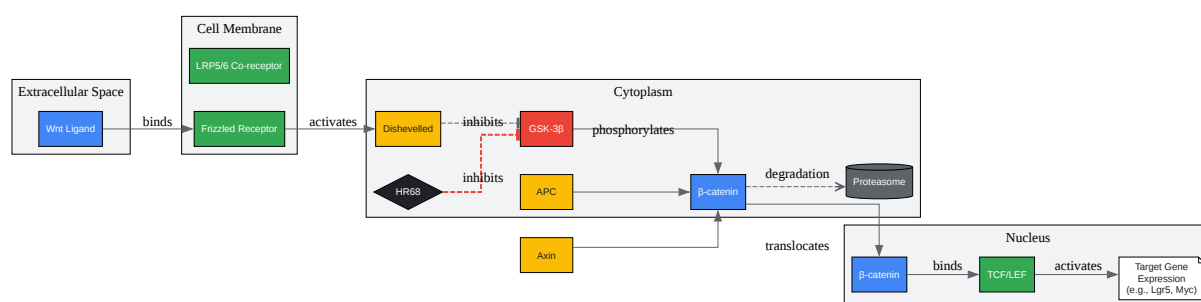 Cell Membrane
LRP5/6 Co-receptor
Extracellular Space
Wnt Ligand
binds
Frizzled Receptor
activates
Cytoplasm
Dishevelled
inhibits
GSK-3β
phosphorylates
HR68
inhibits
APC
β-catenin
degradation
Proteasome
Axin
translocates
Nucleus
β-catenin
binds
TCF/LEF
activates
Target Gene
Expression
(e.g., Lgr5, Myc)